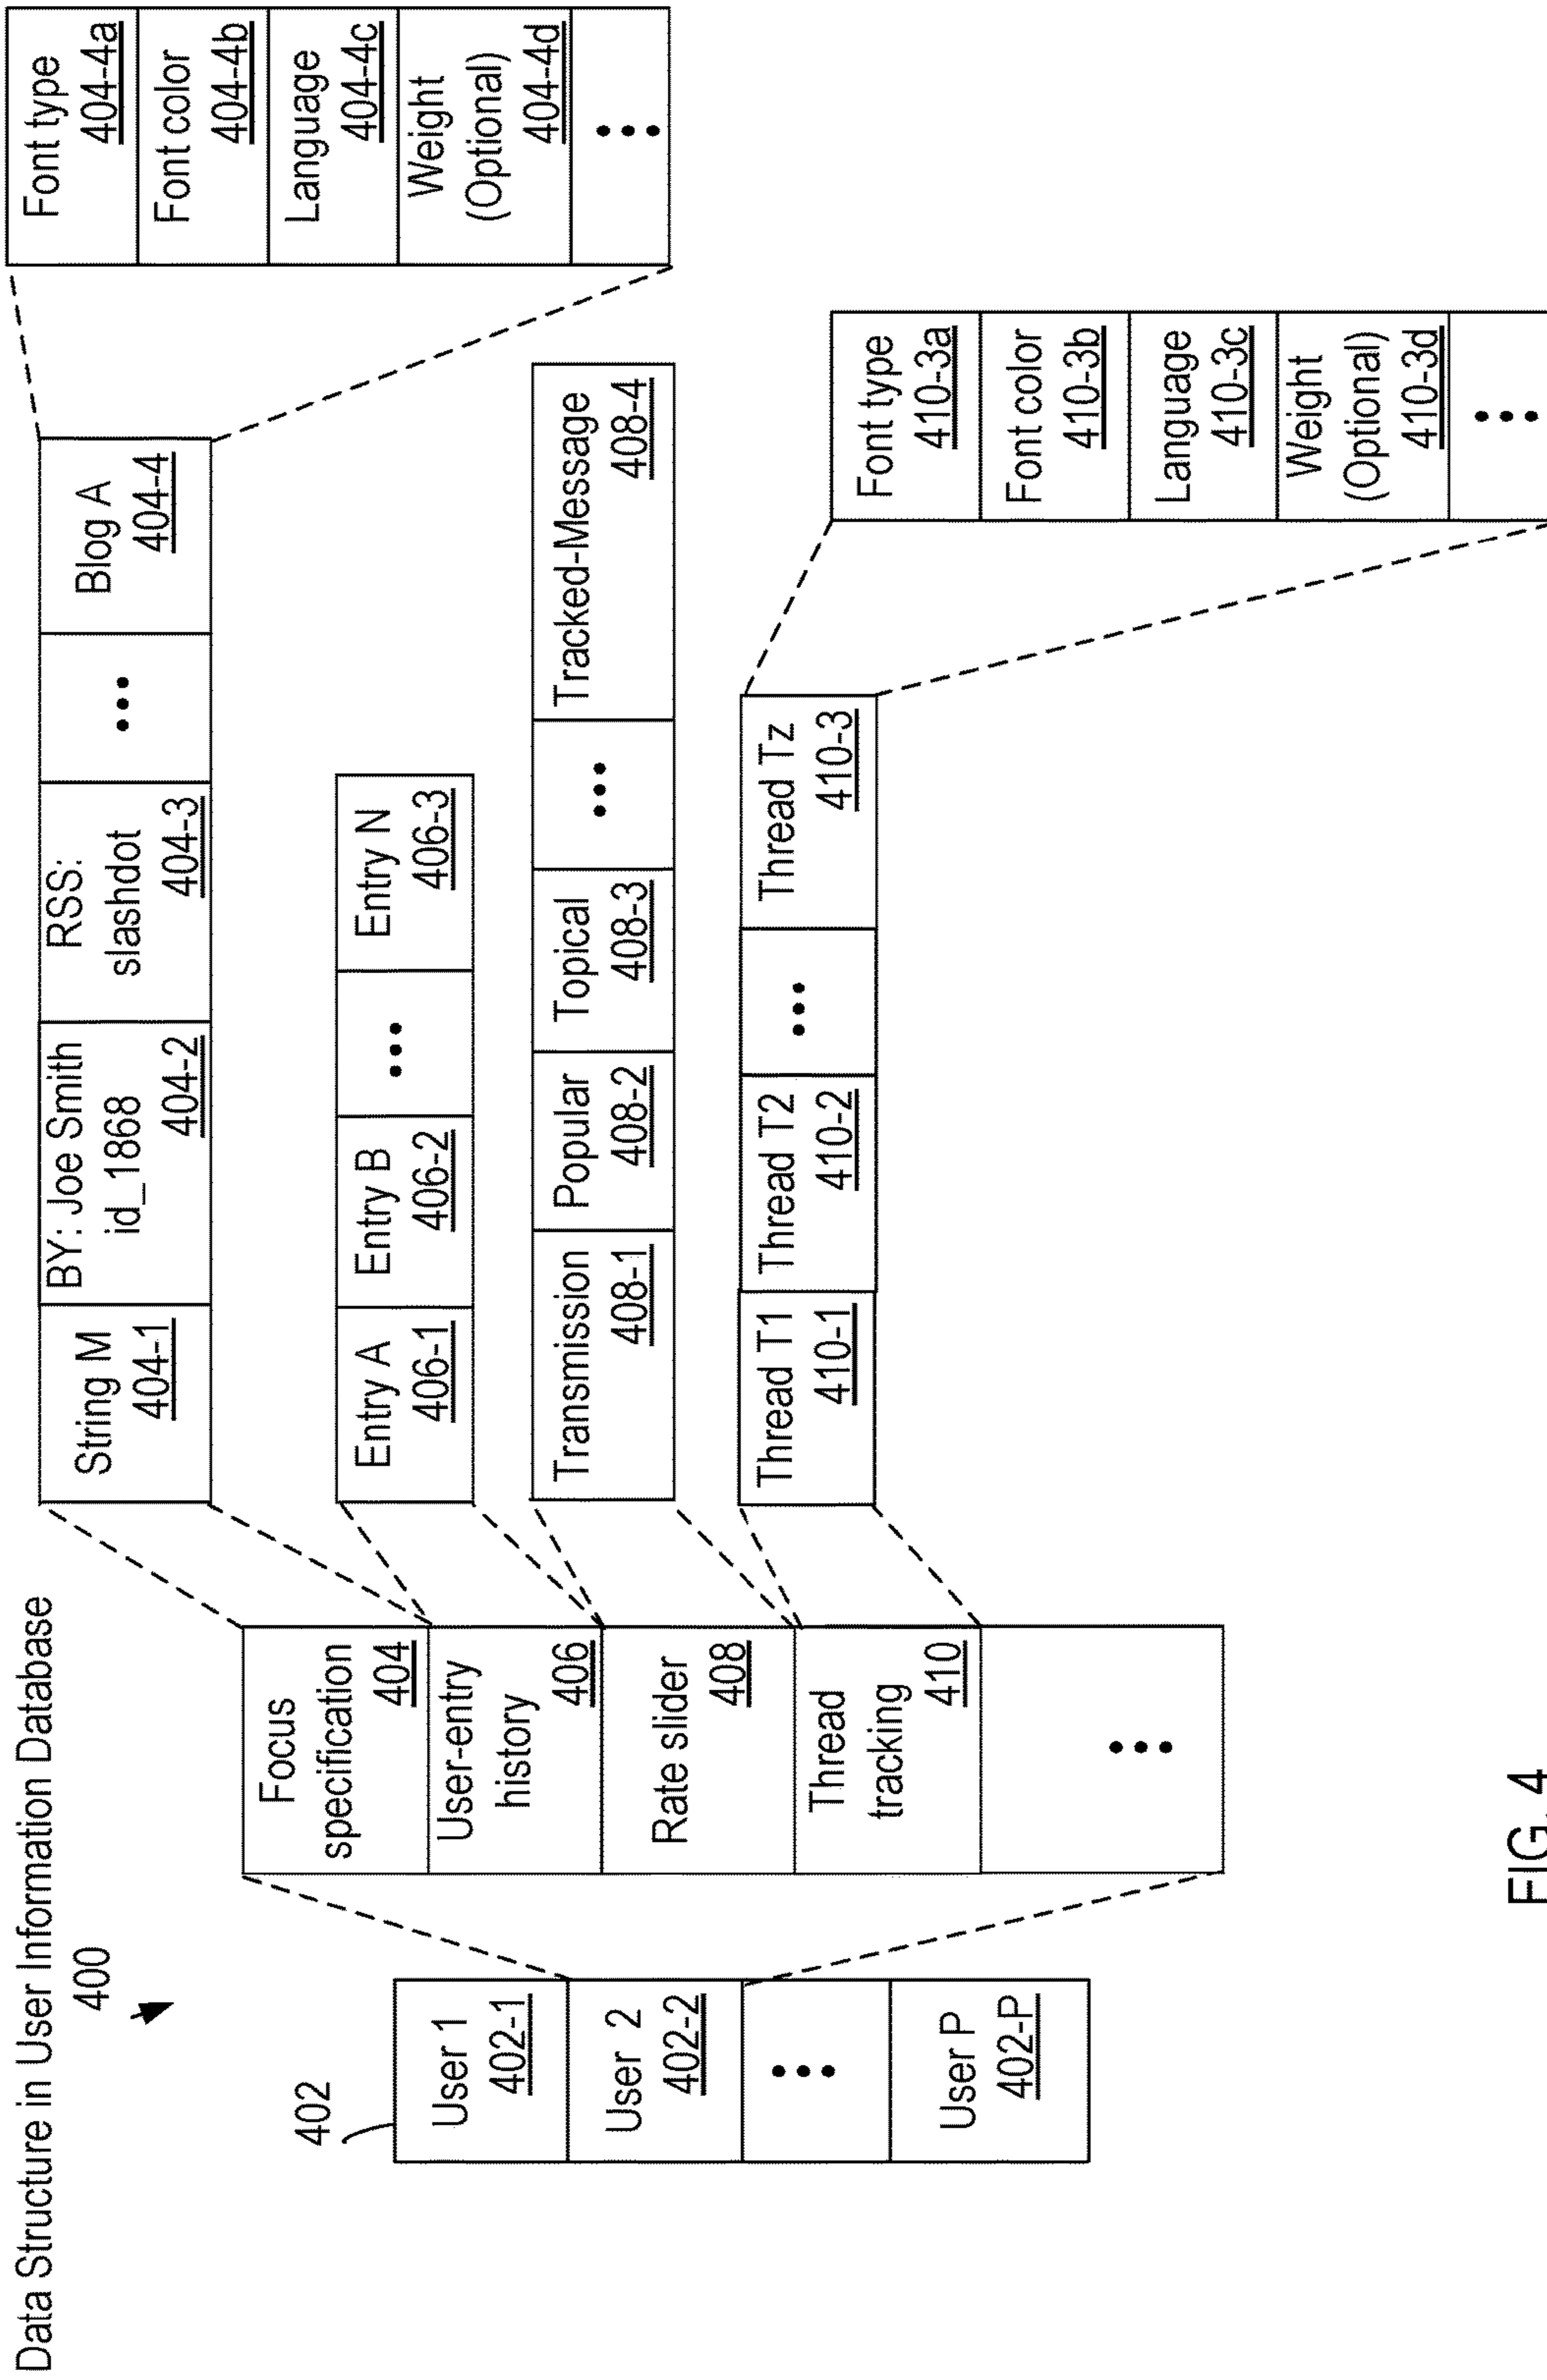 Data Structure in User Information Database
400
402
User 1
402-1
User 2
402-2
User P
402-P
Focus
specification
404
User-entry
history
406
Rate slider
408
Thread
tracking
410
String M
404-1
BY: Joe Smith
id_1868
404-2
RSS:
slashdot
404-3
Blog A
404-4
Font type
404-4a
Font color
404-4b
Language
404-4c
Weight
(Optional)
404-4d
Entry A
406-1
Entry B
406-2
Entry N
406-3
Transmission
408-1
Popular
408-2
Topical
408-3
Tracked-Message
408-4
Thread T1
410-1
Thread T2
410-2
Thread Tz
410-3
Font type
410-3a
Font color
410-3b
Language
410-3c
Weight
(Optional)
410-3d
FIG. 4